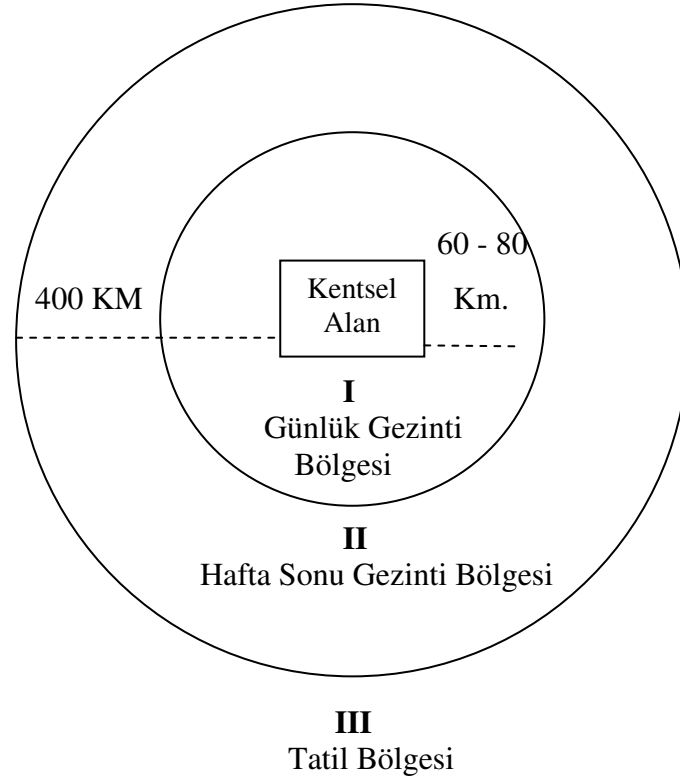 60 - 80
400 KM
Kentsel
Alan
Km.
I
Günlük Gezinti
Bölgesi
II
Hafta Sonu Gezinti Bölgesi
III
Tatil Bölgesi